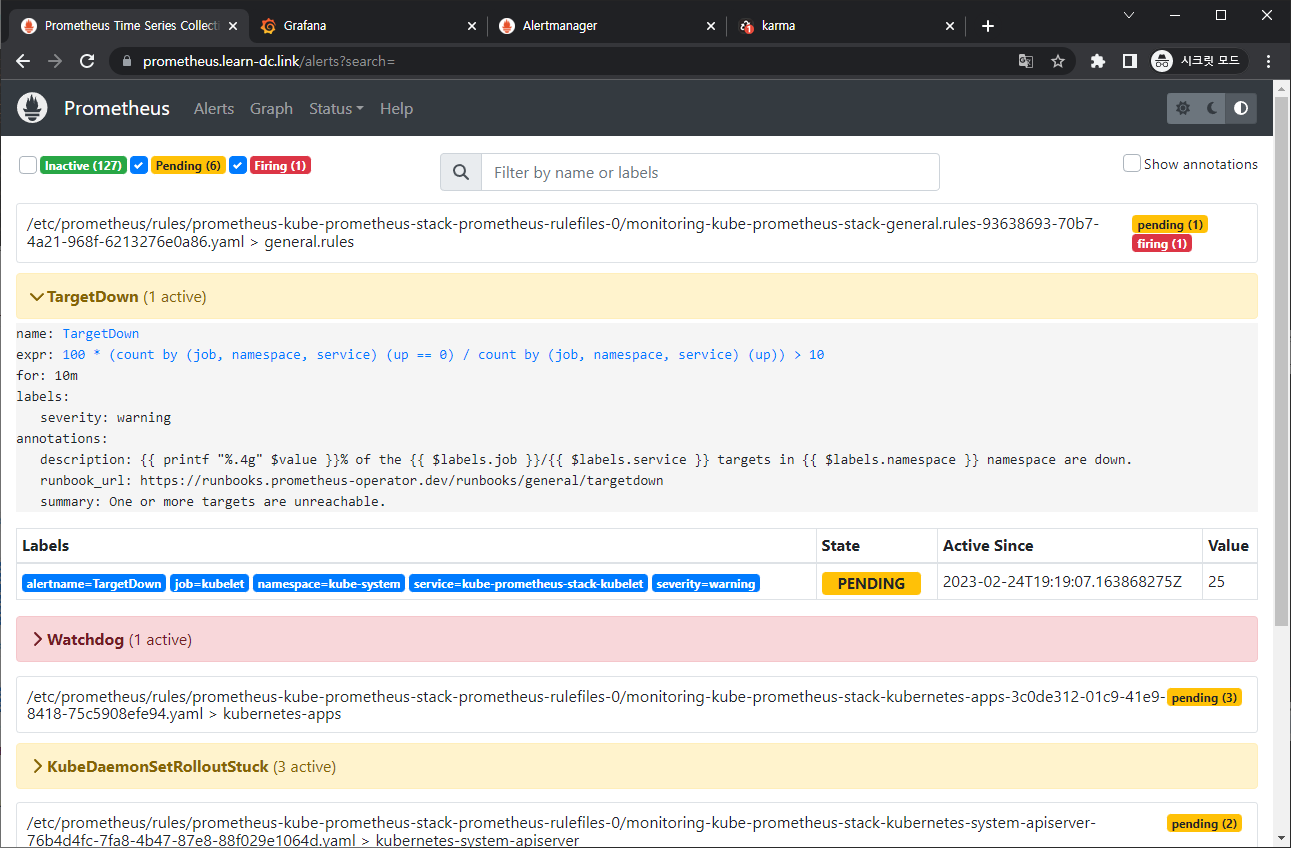 Prometheus Time Series Collecti
Grafana
Alertmanager
karma
prometheus.learn-dc.link/alerts?search=
시크릿 모드
Prometheus Alerts Graph Status Help
Inactive (127) Pending (6) Firing (1)
Filter by name or labels
Show annotations
/etc/prometheus/rules/prometheus-kube-prometheus-stack-prometheus-rulefiles-0/monitoring-kube-prometheus-stack-general.rules-93638693-70b7-
4a21-968f-6213276e0a86.yaml > general.rules
pending (1)
firing (1)
TargetDown (1 active)
name: TargetDown
expr: 100 * (count by (job, namespace, service) (up == 0) / count by (job, namespace, service) (up)) > 10
for: 10m
labels:
severity: warning
annotations:
description: {{ printf "%.4g" $value }}% of the {{ $labels.job }}/{{ $labels.service }} targets in {{ $labels.namespace }} namespace are down.
runbook_url: https://runbooks.prometheus-operator.dev/runbooks/general/targetdown
summary: One or more targets are unreachable.
Labels State Active Since Value
alertname=TargetDown job=kubelet namespace=kube-system service=kube-prometheus-stack-kubelet severity=warning PENDING 2023-02-24T19:19:07.163868275Z 25
Watchdog (1 active)
/etc/prometheus/rules/prometheus-kube-prometheus-stack-prometheus-rulefiles-0/monitoring-kube-prometheus-stack-kubernetes-apps-3c0de312-01c9-41e9-
8418-75c5908efe94.yaml > kubernetes-apps
pending (3)
KubeDaemonSetRolloutStuck (3 active)
/etc/prometheus/rules/prometheus-kube-prometheus-stack-prometheus-rulefiles-0/monitoring-kube-prometheus-stack-kubernetes-system-apiserver-
76b4d4fc-7fa8-4b47-87e8-88f029e1064d.yaml > kubernetes-system-apiserver
pending (2)